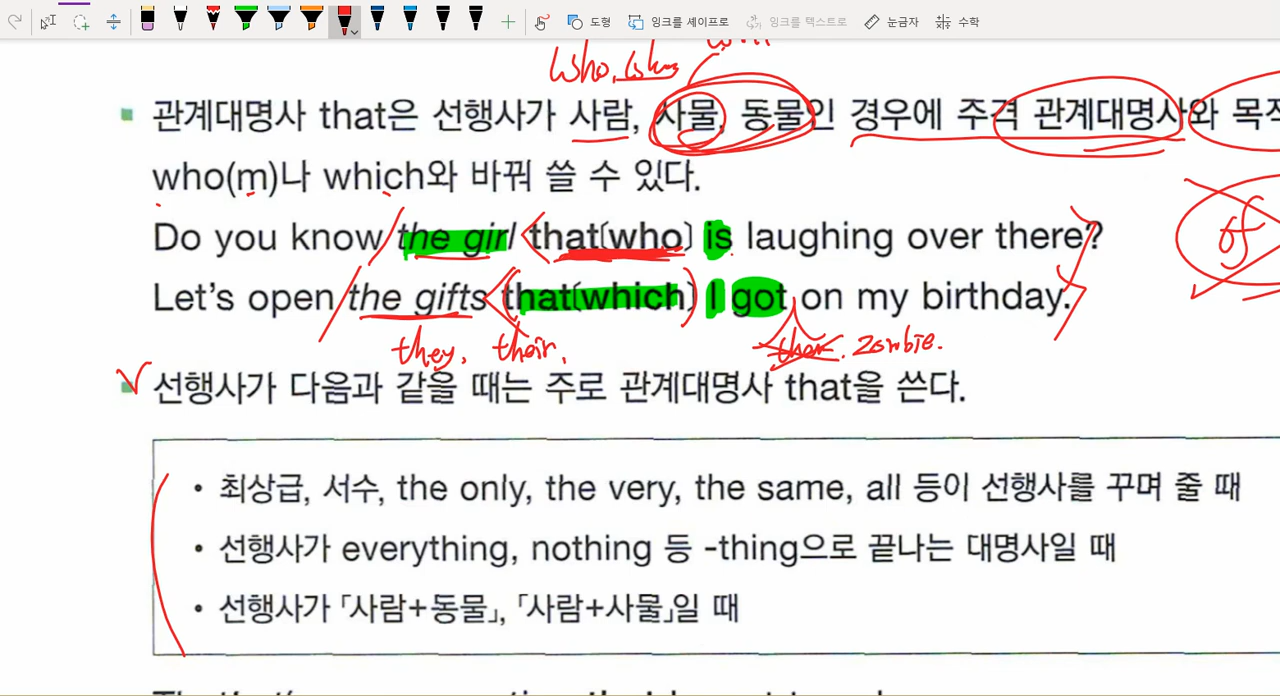 도형 잉크를 셰이프로 잉크를 텍스트로 눈금자 수학
who,
관계대명사 that은 선행사가 사람, 사물, 동물인 경우에 주격 관계대명사와 목적
who(m)나 which와 바꿔 쓸 수 있다.
of
Do you know the girl that(who) is laughing over there?
Let's open the gifts that(which) I got on my birthday.
they, their, them. zombie.
선행사가 다음과 같을 때는 주로 관계대명사 that을 쓴다.
• 최상급, 서수, the only, the very, the same, all 등이 선행사를 꾸며 줄 때
• 선행사가 everything, nothing 등 -thing으로 끝나는 대명사일 때
• 선행사가 「사람+동물」, 「사람+사물」일 때